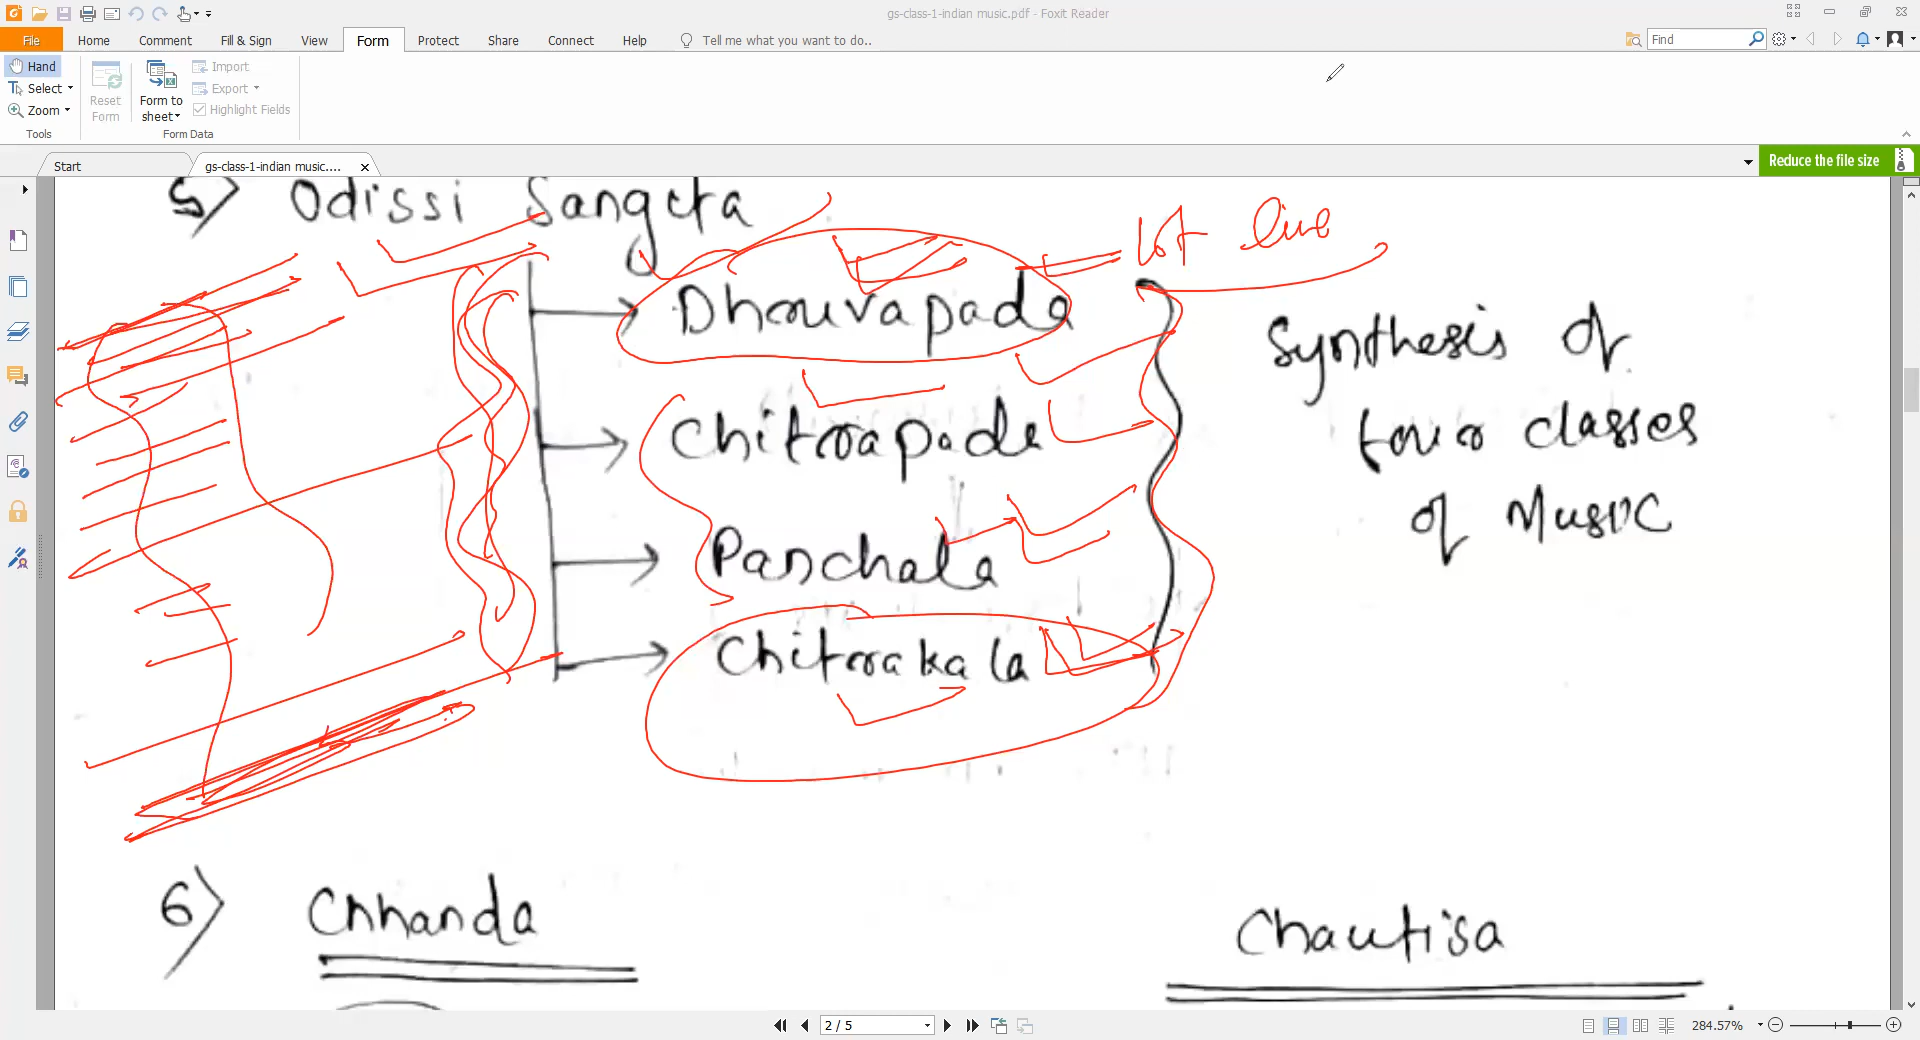 gs-class-1-indian music.pdf - Foxit Reader
File Home Comment Fill & Sign View Form Protect Share Connect Help Tell me what you want to do.. Find
Hand
Select
Zoom
Tools
Reset Form
Form to sheet
Import
Export
Highlight Fields
Form Data
Start gs-class-1-indian music.... Reduce the file size
5) Odissi Sangeta
Dhruvapada
Chitrapada
Panchala
Chitrakala
1st line
Synthesis of
four classes
of Music
6) Chhanda Chautisa
2 / 5 284.57%